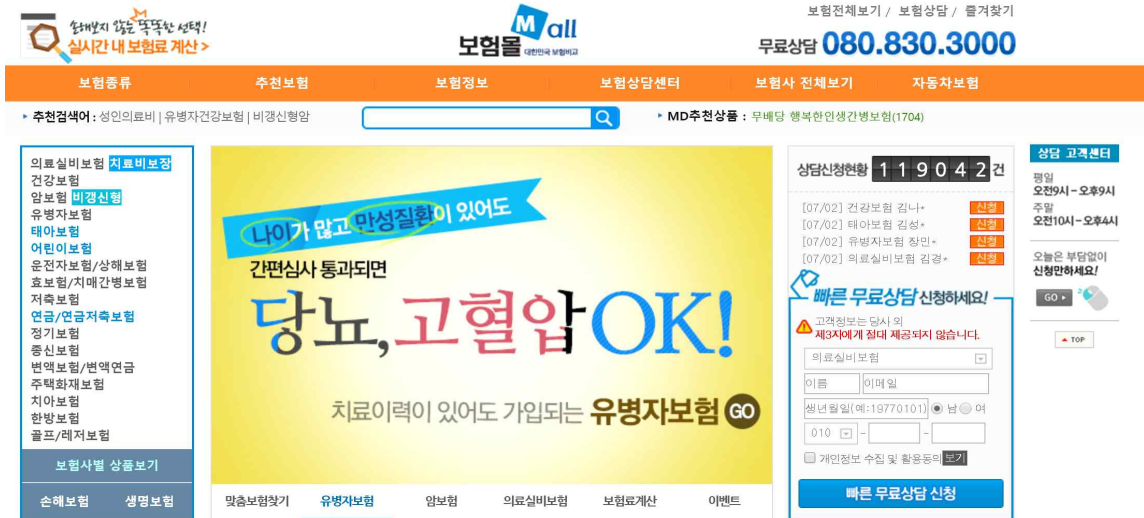 손해보지 않는 똑똑한 선택!
실시간 내 보험료 계산 >
보험몰 Mall
대한민국 보험비교
보험전체보기 / 보험상담 / 즐겨찾기
무료상담 080.830.3000
보험종류 추천보험 보험정보 보험상담센터 보험사 전체보기 자동차보험
추천검색어 : 성인의료비 | 유병자건강보험 | 비갱신형암
MD추천상품 : 무배당 행복한인생간병보험(1704)
의료실비보험 치료비보장
건강보험
암보험 비갱신형
유병자보험
태아보험
어린이보험
운전자보험/상해보험
효보험/치매간병보험
저축보험
연금/연금저축보험
정기보험
종신보험
변액보험/변액연금
주택화재보험
치아보험
한방보험
골프/레저보험
보험사별 상품보기
손해보험 생명보험
나이가 많고 만성질환이 있어도
간편심사 통과되면
당뇨,고혈압OK!
치료이력이 있어도 가입되는 유병자보험 GO
맞춤보험찾기 유병자보험 암보험 의료실비보험 보험료계산 이벤트
상담신청현황 119042건
[07/02] 건강보험 김나* 신청
[07/02] 태아보험 김성* 신청
[07/02] 유병자보험 장민* 신청
[07/02] 의료실비보험 김경* 신청
빠른 무료상담 신청하세요!
고객정보는 당사 외
제3자에게 절대 제공되지 않습니다.
의료실비보험
이름 이메일
생년월일(예:19770101) 남 여
010 - -
개인정보 수집 및 활용동의 보기
빠른 무료상담 신청
상담 고객센터
평일
오전9시-오후9시
주말
오전10시-오후4시
오늘은 부담없이
신청만하세요!
GO
TOP